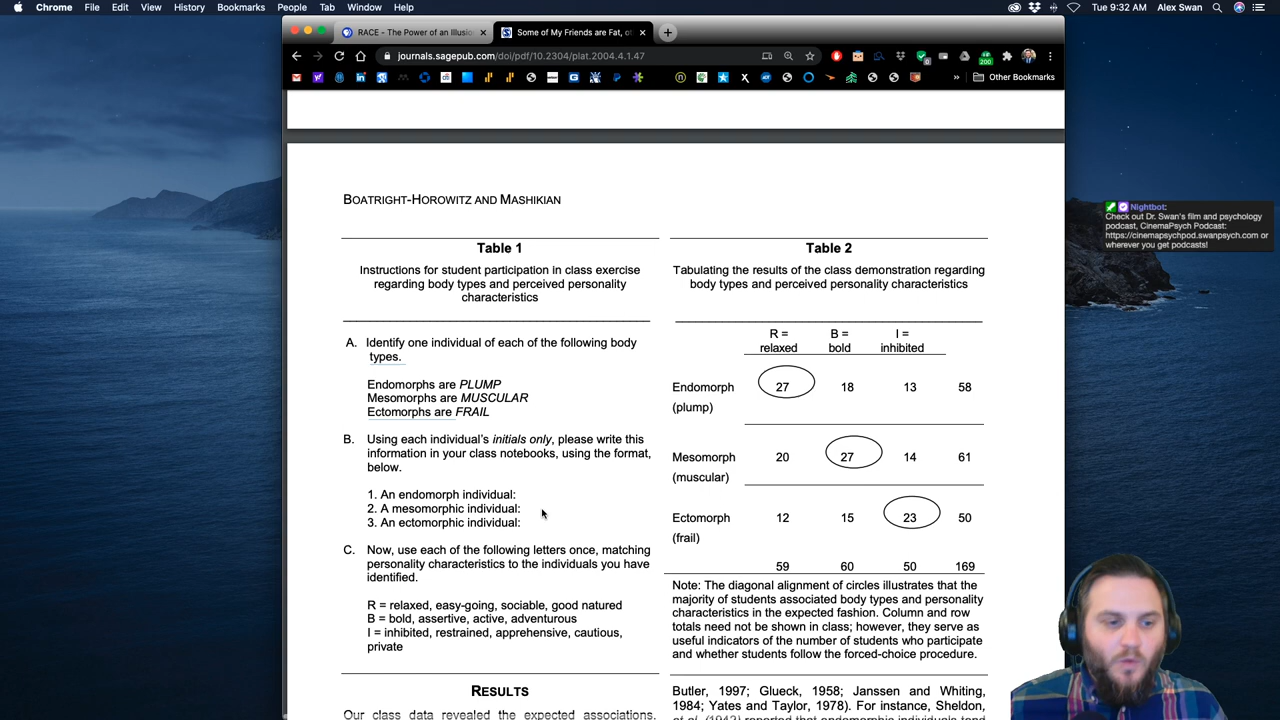 Chrome File Edit View History Bookmarks People Tab Window Help
Tue 9:32 AM Alex Swan
RACE - The Power of an Illusi
Some of My Friends are Fat, ot
journals.sagepub.com/doi/pdf/10.2304/plat.2004.4.1.47
Other Bookmarks
Nightbot:
Check out Dr. Swan's film and psychology
podcast, CinemaPsych Podcast:
https://cinemapsychpod.swanpsych.com or
wherever you get podcasts!
BOATRIGHT-HOROWITZ AND MASHIKIAN
Table 1
Instructions for student participation in class exercise
regarding body types and perceived personality
characteristics
A. Identify one individual of each of the following body
types.
Endomorphs are PLUMP
Mesomorphs are MUSCULAR
Ectomorphs are FRAIL
B. Using each individual's initials only, please write this
information in your class notebooks, using the format,
below.
1. An endomorph individual:
2. A mesomorphic individual:
3. An ectomorphic individual:
C. Now, use each of the following letters once, matching
personality characteristics to the individuals you have
identified.
R = relaxed, easy-going, sociable, good natured
B = bold, assertive, active, adventurous
I = inhibited, restrained, apprehensive, cautious,
private
RESULTS
Our class data revealed the expected associations.
Table 2
Tabulating the results of the class demonstration regarding
body types and perceived personality characteristics
R = B = I =
relaxed bold inhibited
Endomorph 27 18 13 58
(plump)
Mesomorph 20 27 14 61
(muscular)
Ectomorph 12 15 23 50
(frail)
59 60 50 169
Note: The diagonal alignment of circles illustrates that the
majority of students associated body types and personality
characteristics in the expected fashion. Column and row
totals need not be shown in class; however, they serve as
useful indicators of the number of students who participate
and whether students follow the forced-choice procedure.
Butler, 1997; Glueck, 1958; Janssen and Whiting,
1984; Yates and Taylor, 1978). For instance, Sheldon,
et al. (1942) reported that endomorphic individuals tend